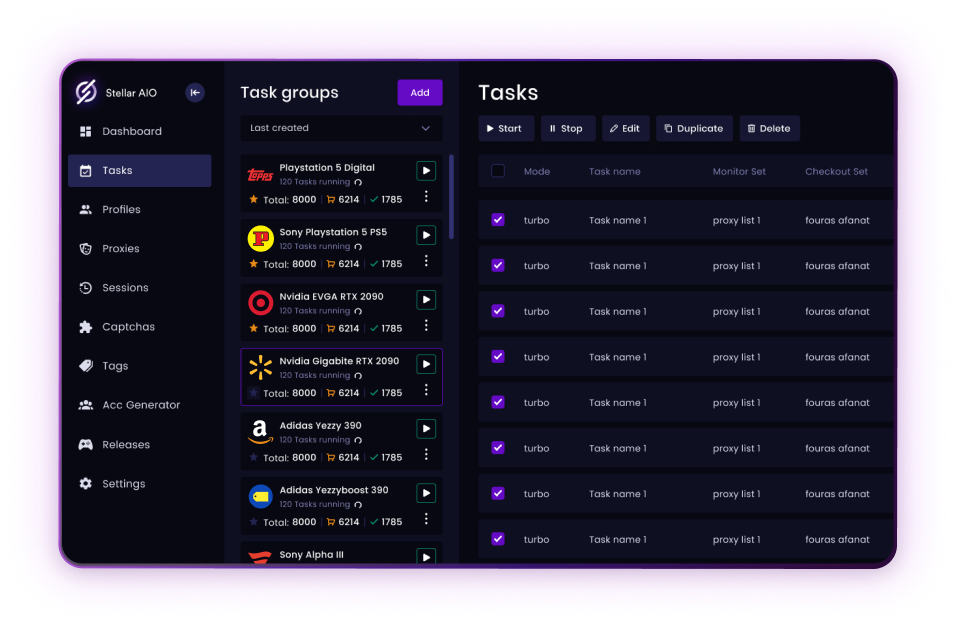 Stellar AIO
Dashboard
Tasks
Profiles
Proxies
Sessions
Captchas
Tags
Acc Generator
Releases
Settings
Task groups
Add
Last created
topps
Playstation 5 Digital
120 Tasks running
Total: 8000 6214 1785
P
Sony Playstation 5 PS5
120 Tasks running
Total: 8000 6214 1785
Nvidia EVGA RTX 2090
120 Tasks running
Total: 8000 6214 1785
Nvidia Gigabite RTX 2090
120 Tasks running
Total: 8000 6214 1785
a
Adidas Yezzy 390
120 Tasks running
Total: 8000 6214 1785
Adidas Yezzyboost 390
120 Tasks running
Total: 8000 6214 1785
Sony Alpha III
Tasks
Start Stop Edit Duplicate Delete
Mode Task name Monitor Set Checkout Set
turbo Task name 1 proxy list 1 fouras afanat
turbo Task name 1 proxy list 1 fouras afanat
turbo Task name 1 proxy list 1 fouras afanat
turbo Task name 1 proxy list 1 fouras afanat
turbo Task name 1 proxy list 1 fouras afanat
turbo Task name 1 proxy list 1 fouras afanat
turbo Task name 1 proxy list 1 fouras afanat
turbo Task name 1 proxy list 1 fouras afanat